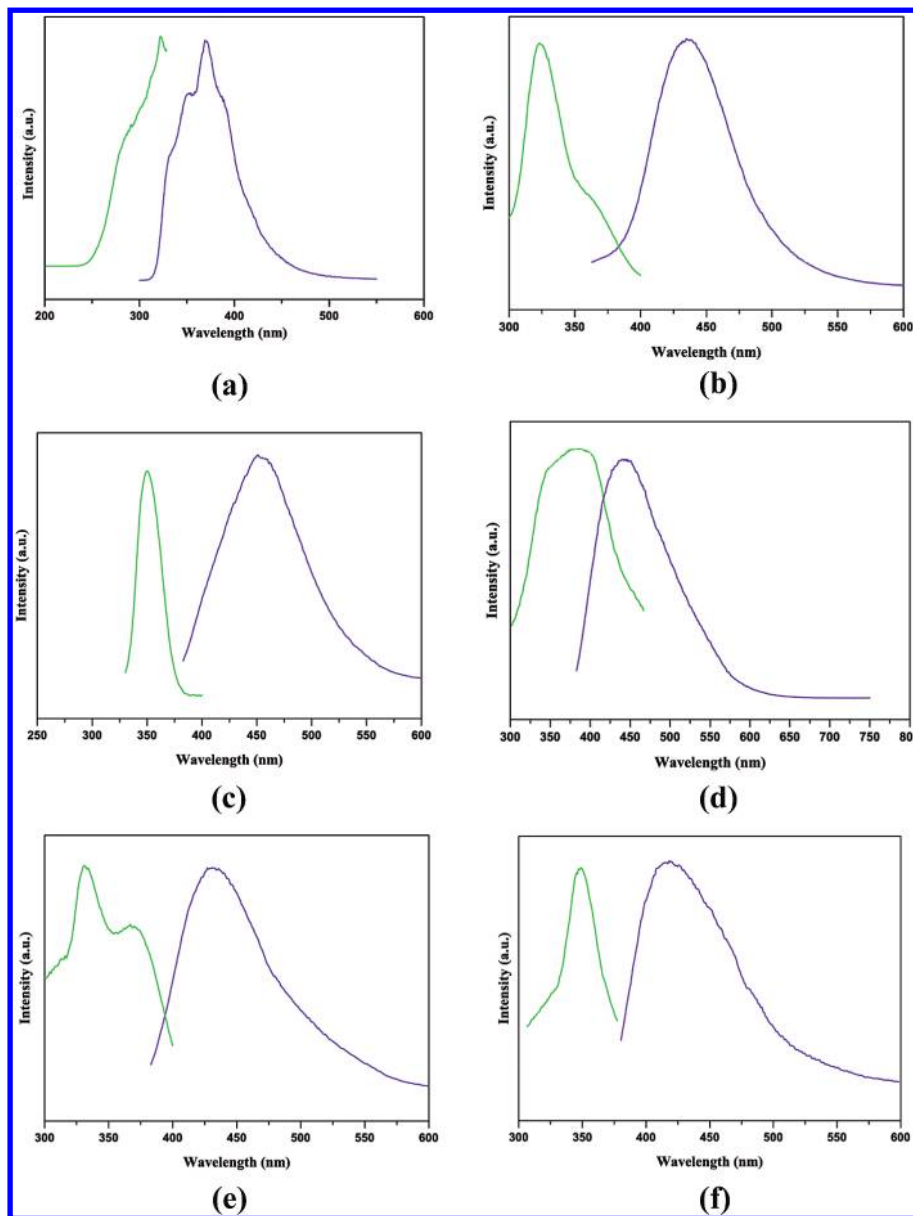 Intensity (a.u.)
200 300 400 500 600
Wavelength (nm)
(a)
Intensity (a.u.)
300 350 400 450 500 550 600
Wavelength (nm)
(b)
Intensity (a.u.)
250 300 350 400 450 500 550 600
Wavelength (nm)
(c)
Intensity (a.u.)
300 350 400 450 500 550 600 650 700 750 800
Wavelength (nm)
(d)
Intensity (a.u.)
300 350 400 450 500 550 600
Wavelength (nm)
(e)
Intensity (a.u.)
300 350 400 450 500 550 600
Wavelength (nm)
(f)